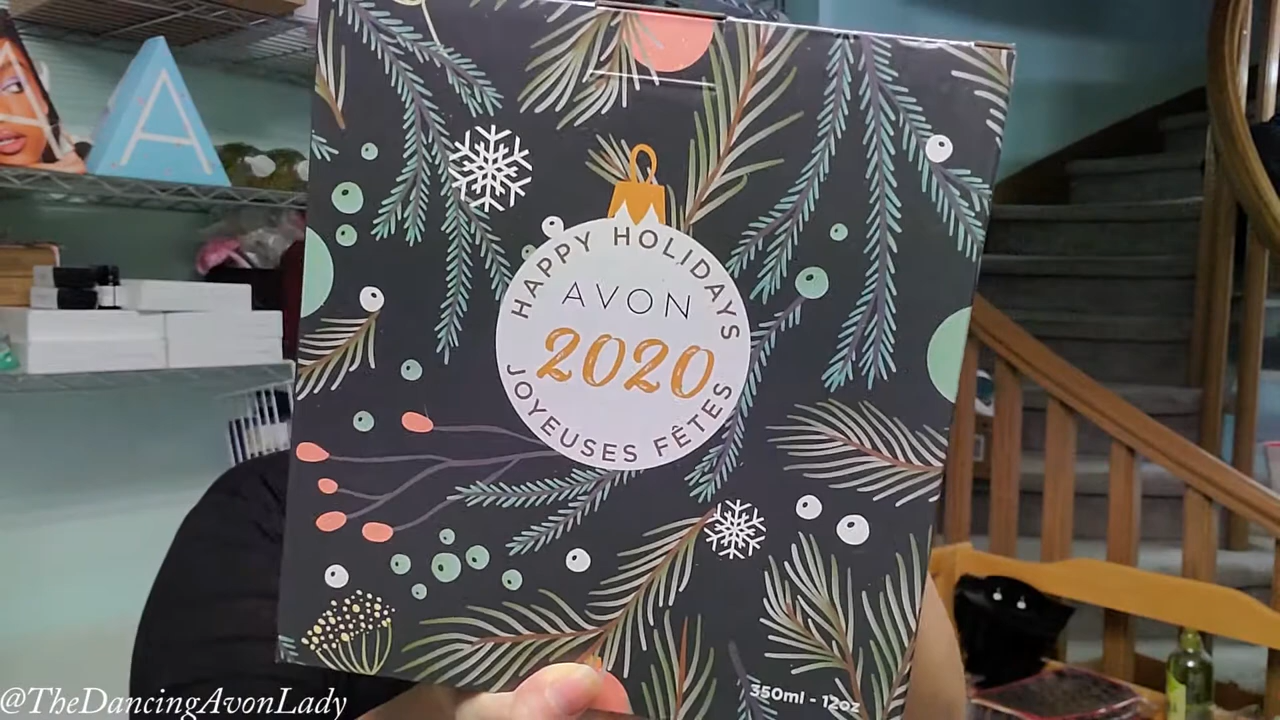 A
HAPPY HOLIDAYS
AVON
2020
JOYEUSES FÊTES
350ml - 12oz
@TheDancingAvonLady